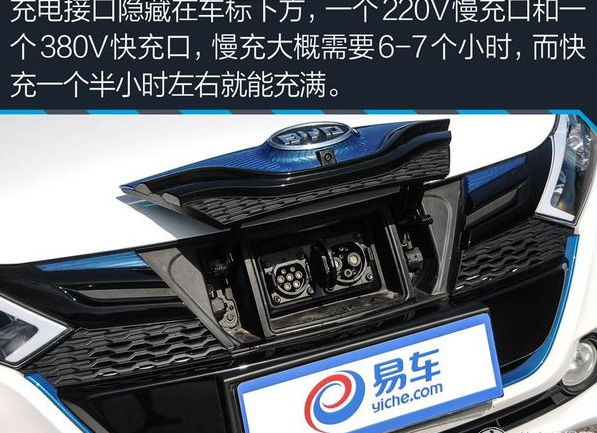 充电接口隐藏在车标下方，一个220V慢充口和一
个380V快充口，慢充大概需要6-7个小时，而快
充一个半小时左右就能充满。
BYD
易车
yiche.com